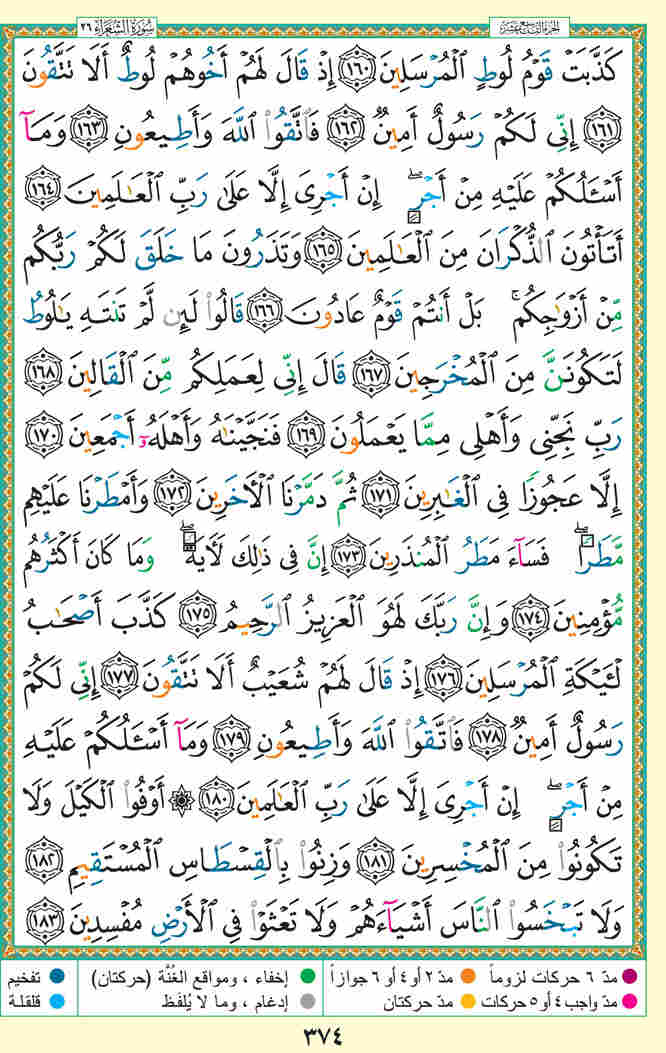 الجزء التاسع عشر
سُورَةُ الشُّعَرَاءِ ٢٦
كَذَّبَتْ قَوْمُ لُوطٍ ٱلْمُرْسَلِينَ ١٦٠ إِذْ قَالَ لَهُمْ أَخُوهُمْ لُوطٌ أَلَا تَتَّقُونَ
١٦١ إِنِّى لَكُمْ رَسُولٌ أَمِينٌ ١٦٢ فَٱتَّقُوا۟ ٱللَّهَ وَأَطِيعُونِ ١٦٣ وَمَآ
أَسْـَٔلُكُمْ عَلَيْهِ مِنْ أَجْرٍ إِنْ أَجْرِىَ إِلَّا عَلَىٰ رَبِّ ٱلْعَـٰلَمِينَ ١٦٤
أَتَأْتُونَ ٱلذُّكْرَانَ مِنَ ٱلْعَـٰلَمِينَ ١٦٥ وَتَذَرُونَ مَا خَلَقَ لَكُمْ رَبُّكُم
مِّنْ أَزْوَٰجِكُم بَلْ أَنتُمْ قَوْمٌ عَادُونَ ١٦٦ قَالُوا۟ لَئِن لَّمْ تَنتَهِ يَـٰلُوطُ
لَتَكُونَنَّ مِنَ ٱلْمُخْرَجِينَ ١٦٧ قَالَ إِنِّى لِعَمَلِكُم مِّنَ ٱلْقَالِينَ ١٦٨
رَبِّ نَجِّنِى وَأَهْلِى مِمَّا يَعْمَلُونَ ١٦٩ فَنَجَّيْنَـٰهُ وَأَهْلَهُۥٓ أَجْمَعِينَ ١٧٠
إِلَّا عَجُوزًا فِى ٱلْغَـٰبِرِينَ ١٧١ ثُمَّ دَمَّرْنَا ٱلْـَٔاخَرِينَ ١٧٢ وَأَمْطَرْنَا عَلَيْهِم
مَّطَرًا فَسَآءَ مَطَرُ ٱلْمُنذَرِينَ ١٧٣ إِنَّ فِى ذَٰلِكَ لَـَٔايَةً وَمَا كَانَ أَكْثَرُهُم
مُّؤْمِنِينَ ١٧٤ وَإِنَّ رَبَّكَ لَهُوَ ٱلْعَزِيزُ ٱلرَّحِيمُ ١٧٥ كَذَّبَ أَصْحَـٰبُ
لْـَٔيْكَةِ ٱلْمُرْسَلِينَ ١٧٦ إِذْ قَالَ لَهُمْ شُعَيْبٌ أَلَا تَتَّقُونَ ١٧٧ إِنِّى لَكُمْ
رَسُولٌ أَمِينٌ ١٧٨ فَٱتَّقُوا۟ ٱللَّهَ وَأَطِيعُونِ ١٧٩ وَمَآ أَسْـَٔلُكُمْ عَلَيْهِ
مِنْ أَجْرٍ إِنْ أَجْرِىَ إِلَّا عَلَىٰ رَبِّ ٱلْعَـٰلَمِينَ ١٨٠ ۞ أَوْفُوا۟ ٱلْكَيْلَ وَلَا
تَكُونُوا۟ مِنَ ٱلْمُخْسِرِينَ ١٨١ وَزِنُوا۟ بِٱلْقِسْطَاسِ ٱلْمُسْتَقِيمِ ١٨٢
وَلَا تَبْخَسُوا۟ ٱلنَّاسَ أَشْيَآءَهُمْ وَلَا تَعْثَوْا۟ فِى ٱلْأَرْضِ مُفْسِدِينَ ١٨٣
مدّ ٦ حركات لزوماً مدّ ٢ أو ٤ أو ٦ جوازاً إخفاء ، ومواقع الغُنَّة (حركتان) تفخيم
مدّ واجب ٤ أو ٥ حركات مدّ حركتان إدغام ، وما لا يُلفَظ قلقلة
٣٧٤